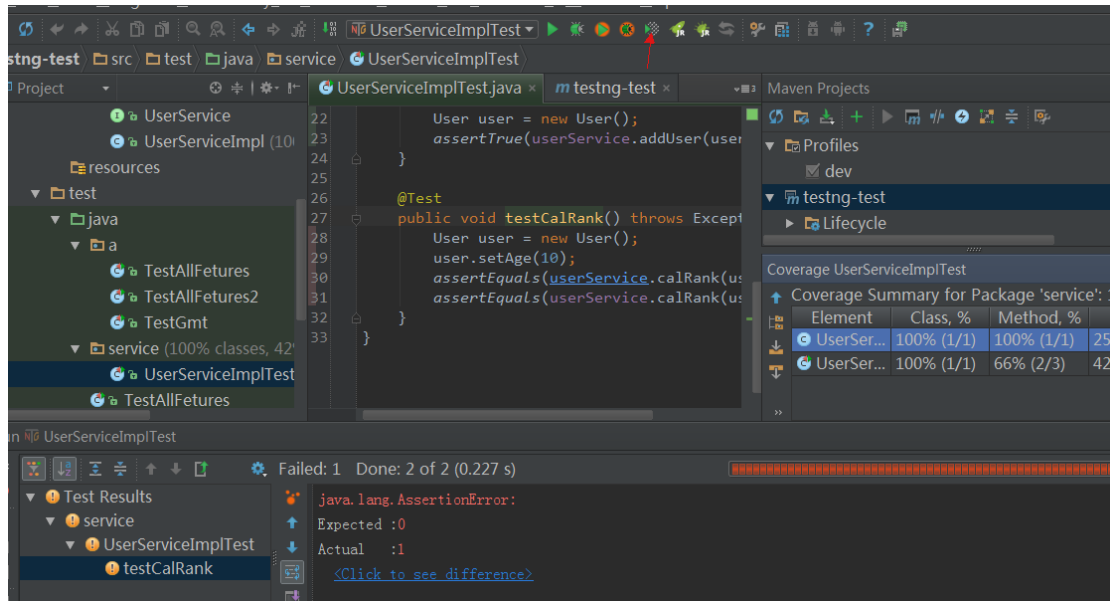 UserServiceImplTest
stng-test src test java service UserServiceImplTest
Project
UserServiceImplTest.java × m testng-test ×
Maven Projects
UserService
UserServiceImpl (10
resources
test
java
a
TestAllFetures
TestAllFetures2
TestGmt
service (100% classes, 42
UserServiceImplTest
TestAllFetures
22 User user = new User();
23 assertTrue(userService.addUser(user
24 }
25
26 @Test
27 public void testCalRank() throws Except
28 User user = new User();
29 user.setAge(10);
30 assertEquals(userService.calRank(us
31 assertEquals(userService.calRank(us
32 }
33 }
Profiles
dev
testng-test
Lifecycle
Coverage UserServiceImplTest
Coverage Summary for Package 'service':
Element Class, % Method, %
UserSer... 100% (1/1) 100% (1/1) 25
UserSer... 100% (1/1) 66% (2/3) 42
UserServiceImplTest
Failed: 1 Done: 2 of 2 (0.227 s)
Test Results
service
UserServiceImplTest
testCalRank
java.lang.AssertionError:
Expected :0
Actual :1
<Click to see difference>